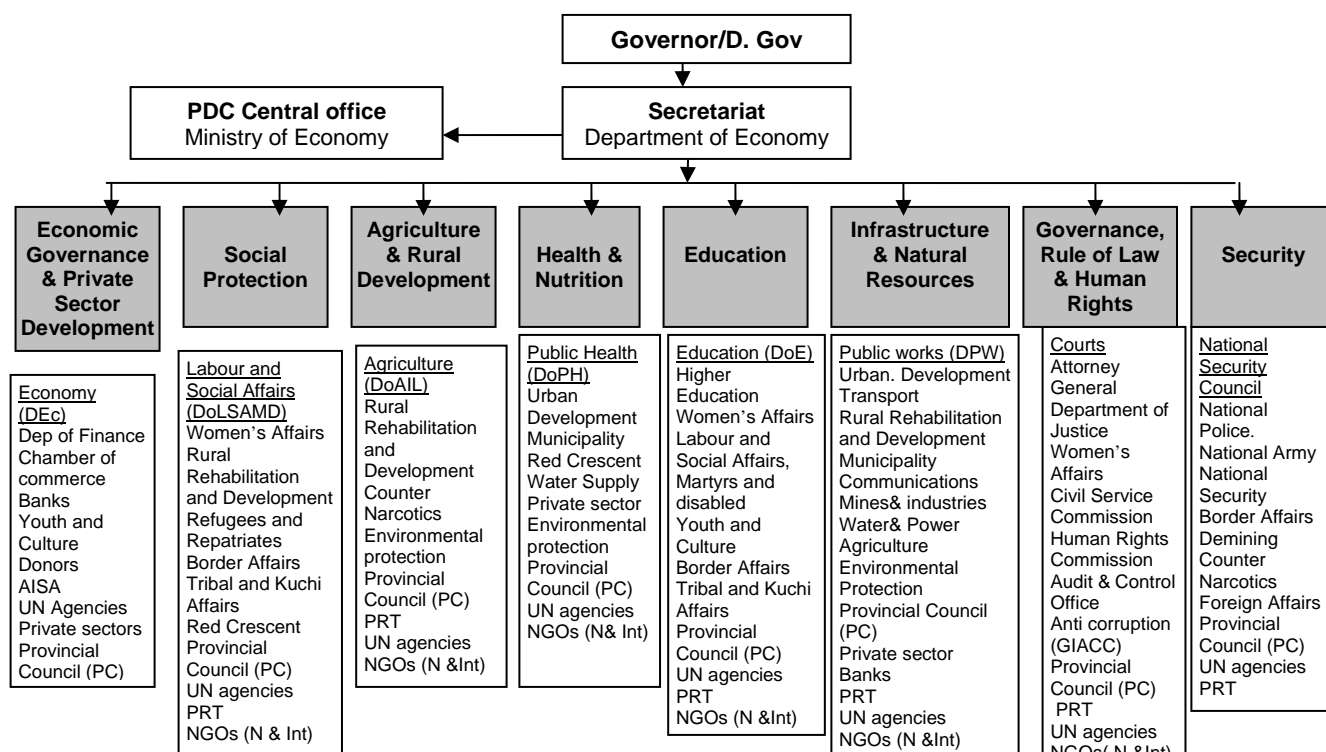 Governor/D. Gov
PDC Central office
Ministry of Economy
Secretariat
Department of Economy
Economic
Governance
& Private
Sector
Development
Social
Protection
Agriculture
& Rural
Development
Health &
Nutrition
Education
Infrastructure
& Natural
Resources
Governance,
Rule of Law
& Human
Rights
Security
Economy
(DEc)
Dep of Finance
Chamber of
commerce
Banks
Youth and
Culture
Donors
AISA
UN Agencies
Private sectors
Provincial
Council (PC)
Labour and
Social Affairs
(DoLSAMD)
Women’s Affairs
Rural
Rehabilitation
and Development
Refugees and
Repatriates
Border Affairs
Tribal and Kuchi
Affairs
Red Crescent
Provincial
Council (PC)
UN agencies
PRT
NGOs (N & Int)
Agriculture
(DoAIL)
Rural
Rehabilitation
and
Development
Counter
Narcotics
Environmental
protection
Provincial
Council (PC)
PRT
UN agencies
NGOs (N &Int)
Public Health
(DoPH)
Urban
Development
Municipality
Red Crescent
Water Supply
Private sector
Environmental
protection
Provincial
Council (PC)
UN agencies
NGOs (N& Int)
Education (DoE)
Higher
Education
Women’s Affairs
Labour and
Social Affairs,
Martyrs and
disabled
Youth and
Culture
Border Affairs
Tribal and Kuchi
Affairs
Provincial
Council (PC)
UN agencies
PRT
NGOs (N &Int)
Public works (DPW)
Urban. Development
Transport
Rural Rehabilitation
and Development
Municipality
Communications
Mines& industries
Water& Power
Agriculture
Environmental
Protection
Provincial Council
(PC)
Private sector
Banks
PRT
UN agencies
NGOs (N &Int)
Courts
Attorney
General
Department of
Justice
Women’s
Affairs
Civil Service
Commission
Human Rights
Commission
Audit & Control
Office
Anti corruption
(GIACC)
Provincial
Council (PC)
PRT
UN agencies
NGOs( N &Int)
National
Security
Council
National
Police.
National Army
National
Security
Border Affairs
Demining
Counter
Narcotics
Foreign Affairs
Provincial
Council (PC)
UN agencies
PRT